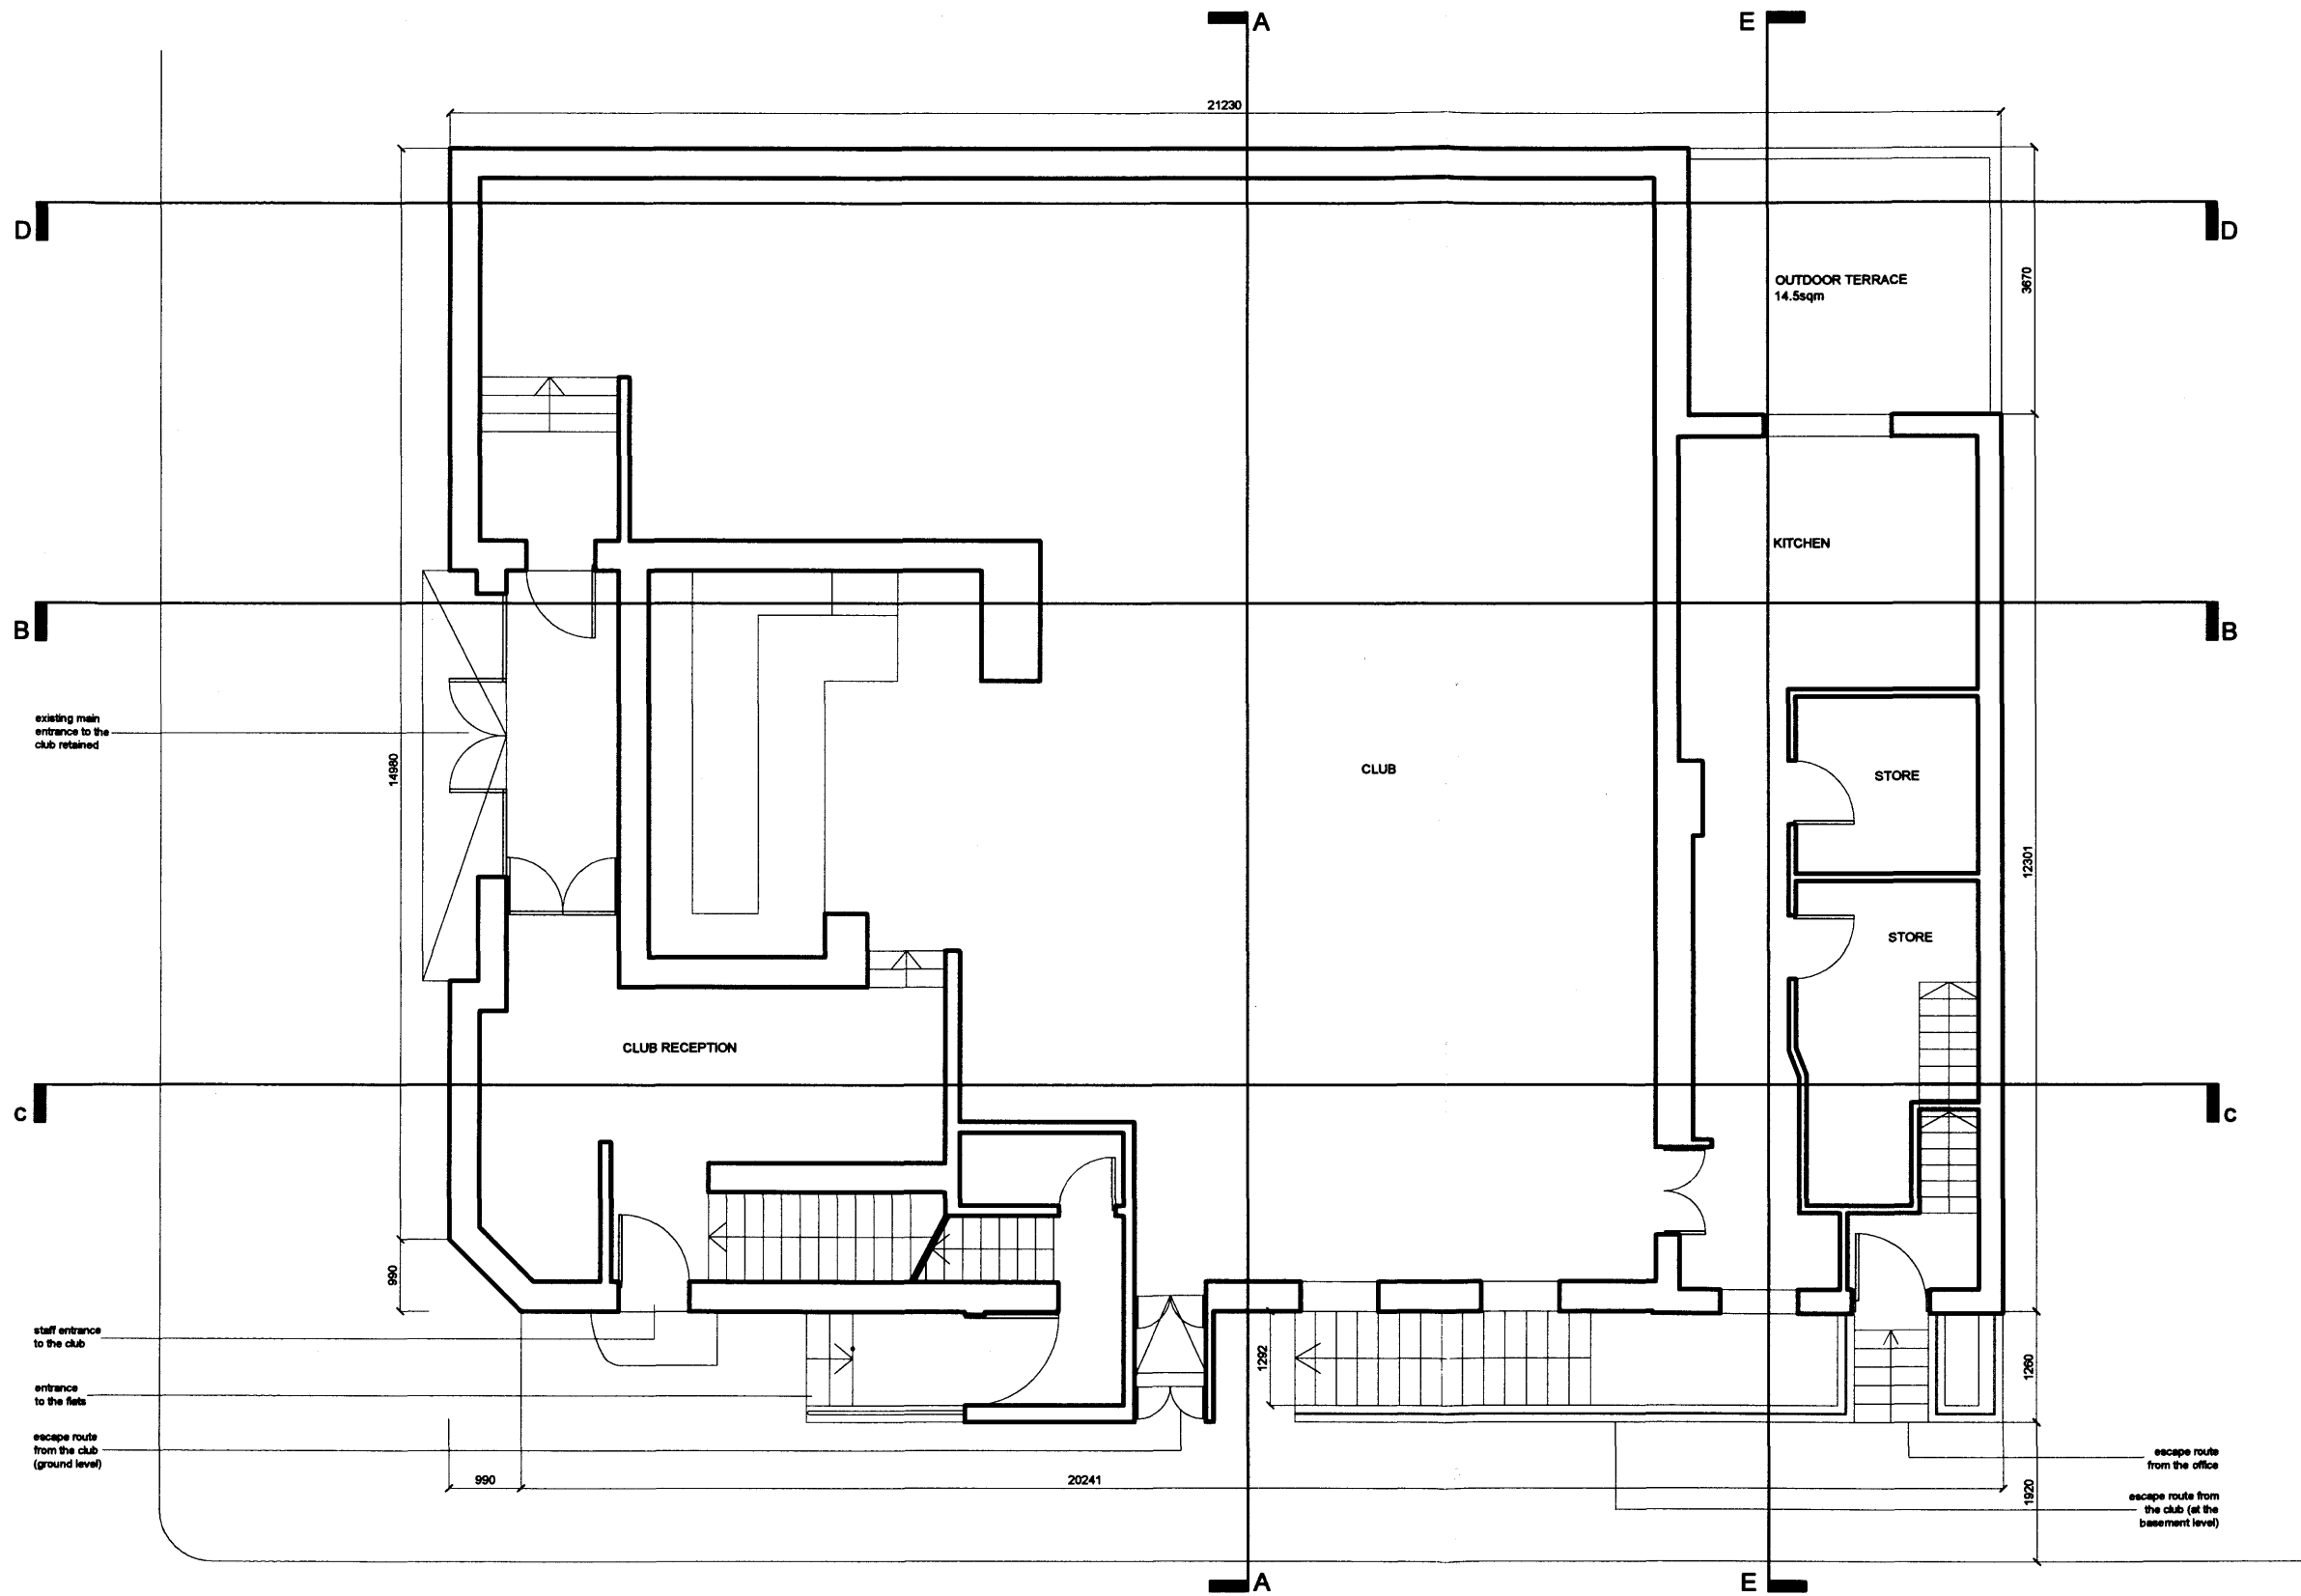 A
E
21230
D
D
OUTDOOR TERRACE
14.5sqm
3670
KITCHEN
B
B
existing main
entrance to the
club retained
14980
CLUB
STORE
12301
STORE
CLUB RECEPTION
c
c
990
staff entrance
to the club
1292
1260
entrance
to the flats
escape route
from the club
(ground level)
escape route
from the office
990
20241
1920
escape route from
the club (at the
basement level)
A
E